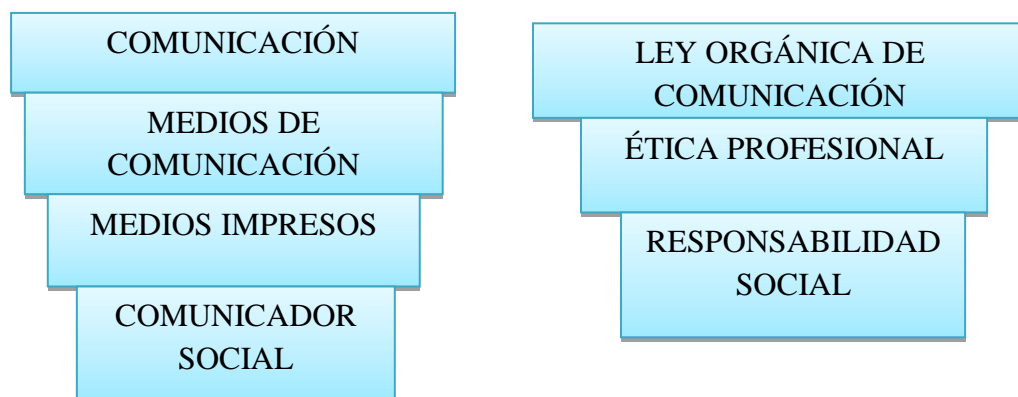 COMUNICACIÓN
MEDIOS DE
COMUNICACIÓN
MEDIOS IMPRESOS
COMUNICADOR
SOCIAL
LEY ORGÁNICA DE
COMUNICACIÓN
ÉTICA PROFESIONAL
RESPONSABILIDAD
SOCIAL